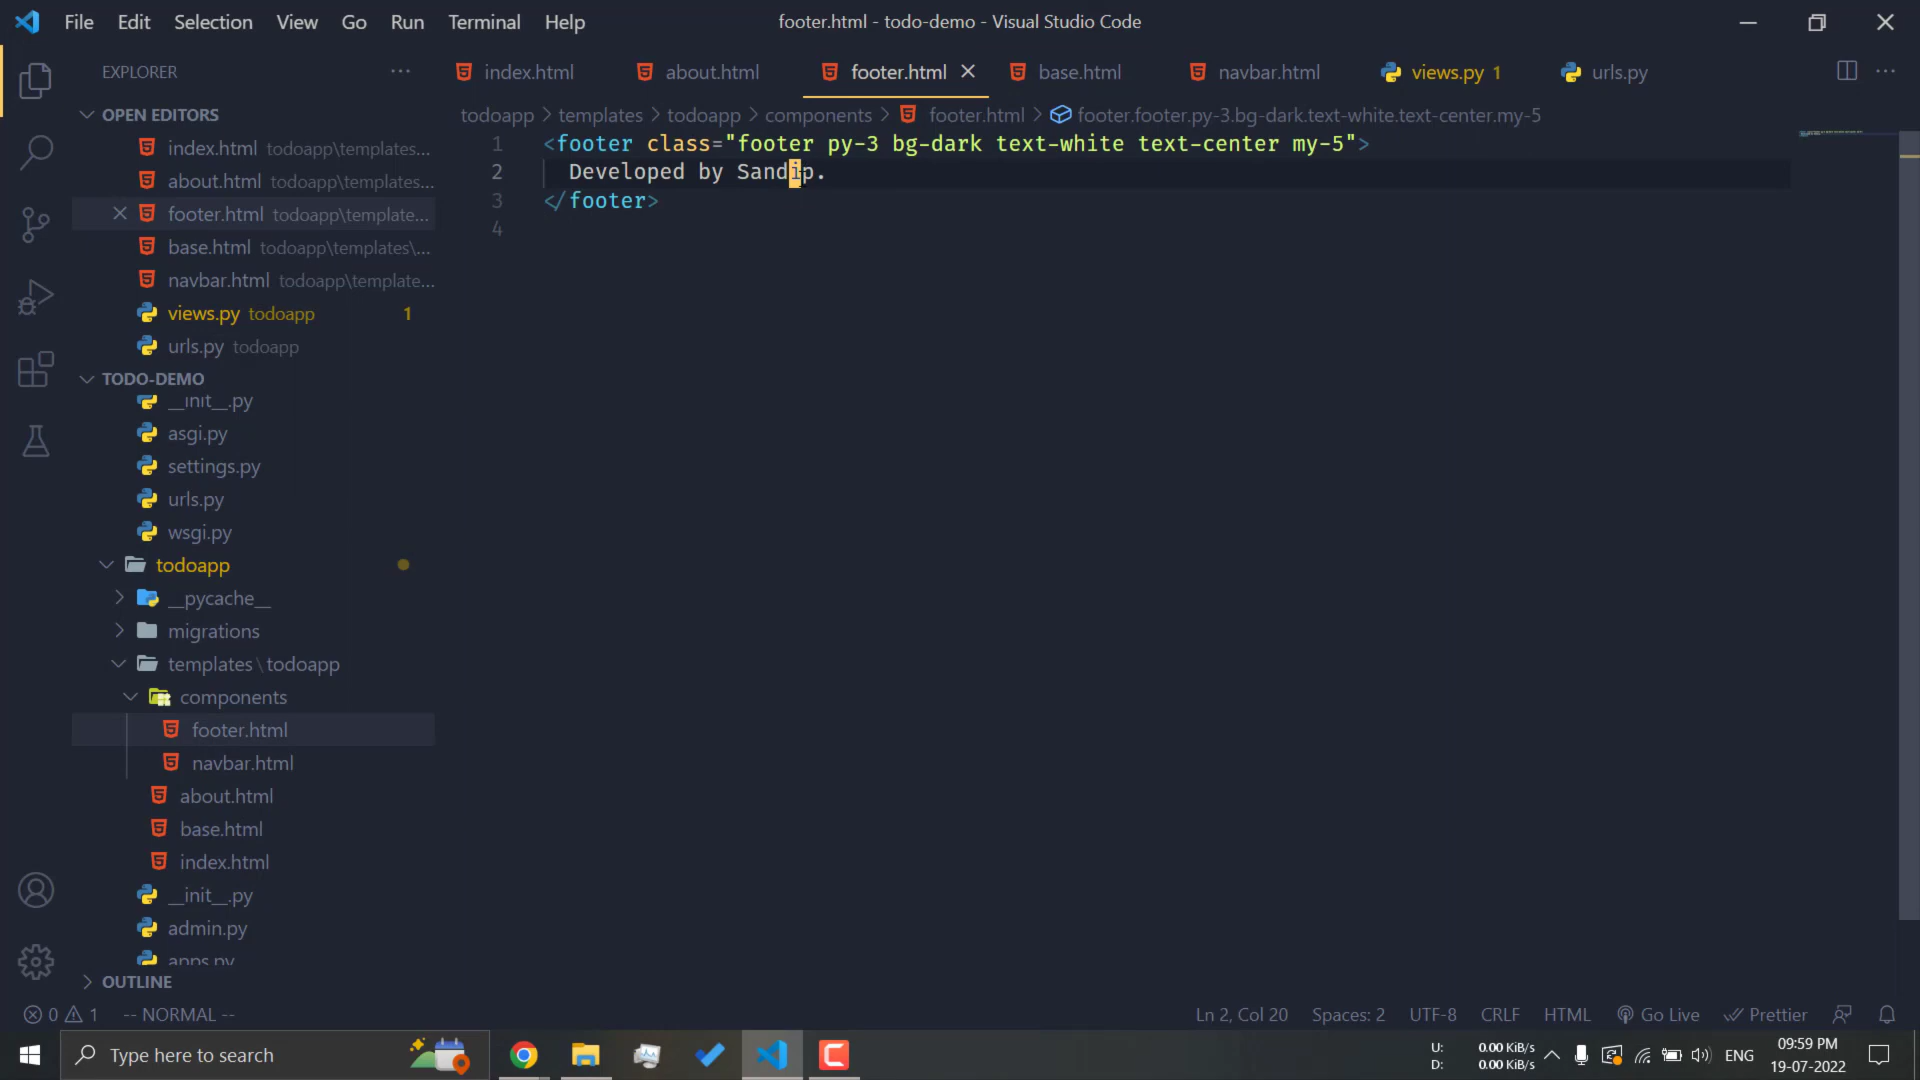 File Edit Selection View Go Run Terminal Help
footer.html - todo-demo - Visual Studio Code
EXPLORER
index.html about.html footer.html base.html navbar.html views.py 1 urls.py
OPEN EDITORS
index.html todoapp\templates...
about.html todoapp\templates...
footer.html todoapp\template...
base.html todoapp\templates\...
navbar.html todoapp\template...
views.py todoapp 1
urls.py todoapp
TODO-DEMO
__init__.py
asgi.py
settings.py
urls.py
wsgi.py
todoapp
__pycache__
migrations
templates\todoapp
components
footer.html
navbar.html
about.html
base.html
index.html
__init__.py
admin.py
apps.py
OUTLINE
todoapp > templates > todoapp > components > footer.html > footer.footer.py-3.bg-dark.text-white.text-center.my-5
1 <footer class="footer py-3 bg-dark text-white text-center my-5">
2 Developed by Sandip.
3 </footer>
4
0 1 -- NORMAL --
Ln 2, Col 20 Spaces: 2 UTF-8 CRLF HTML Go Live Prettier
Type here to search
U: 0.00 KiB/s
D: 0.00 KiB/s
ENG
09:59 PM
19-07-2022